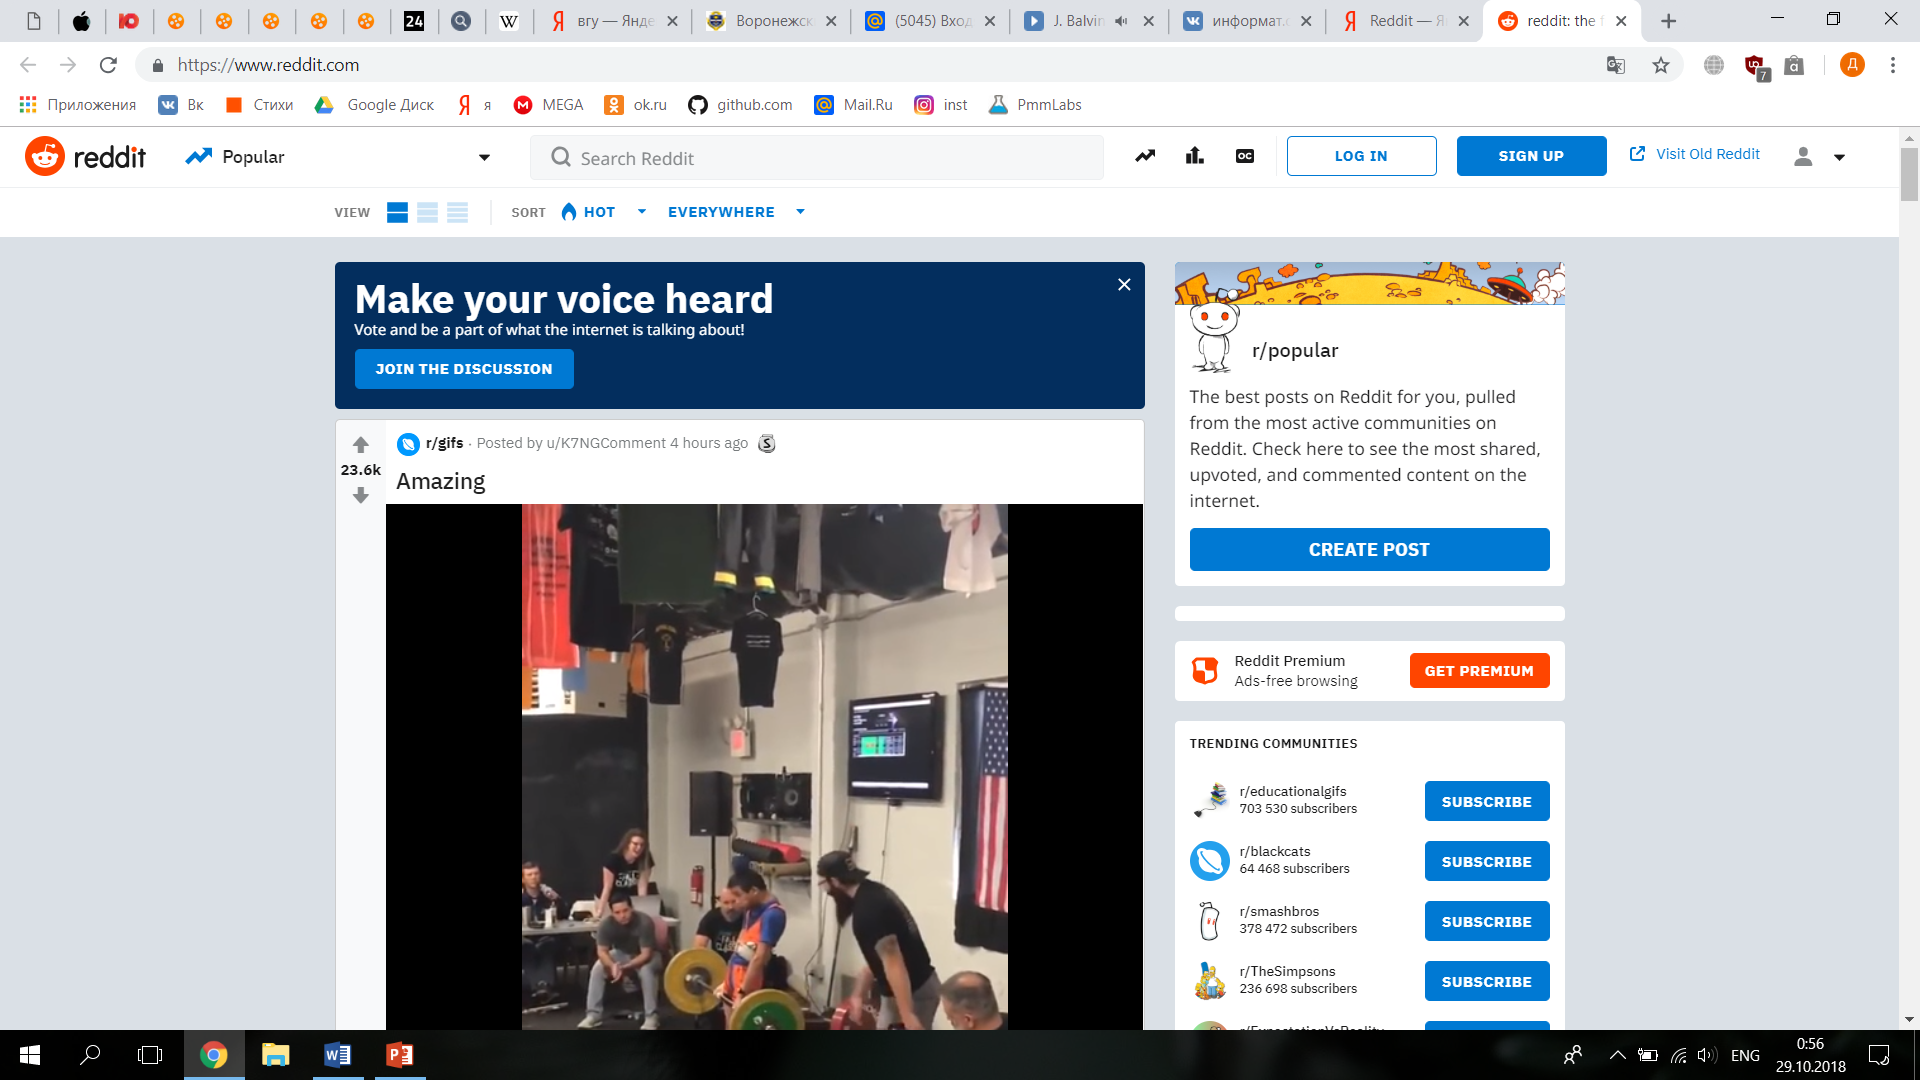 24
вгу — Янде
Воронежск
(5045) Вход
J. Balvin
информат.
Reddit — Я
reddit: the f
https://www.reddit.com
7
Д
Приложения
Вк
Стихи
Google Диск
я
MEGA
ok.ru
github.com
Mail.Ru
inst
PmmLabs
reddit
Popular
Search Reddit
OC
LOG IN
SIGN UP
Visit Old Reddit
VIEW
SORT
HOT
EVERYWHERE
Make your voice heard
Vote and be a part of what the internet is talking about!
JOIN THE DISCUSSION
r/gifs · Posted by u/K7NGComment 4 hours ago
23.6k
Amazing
r/popular
The best posts on Reddit for you, pulled
from the most active communities on
Reddit. Check here to see the most shared,
upvoted, and commented content on the
internet.
CREATE POST
Reddit Premium
Ads-free browsing
GET PREMIUM
TRENDING COMMUNITIES
r/educationalgifs
703 530 subscribers
SUBSCRIBE
r/blackcats
64 468 subscribers
SUBSCRIBE
r/smashbros
378 472 subscribers
SUBSCRIBE
r/TheSimpsons
236 698 subscribers
SUBSCRIBE
r/ExpectationVsReality
ENG
0:56
29.10.2018